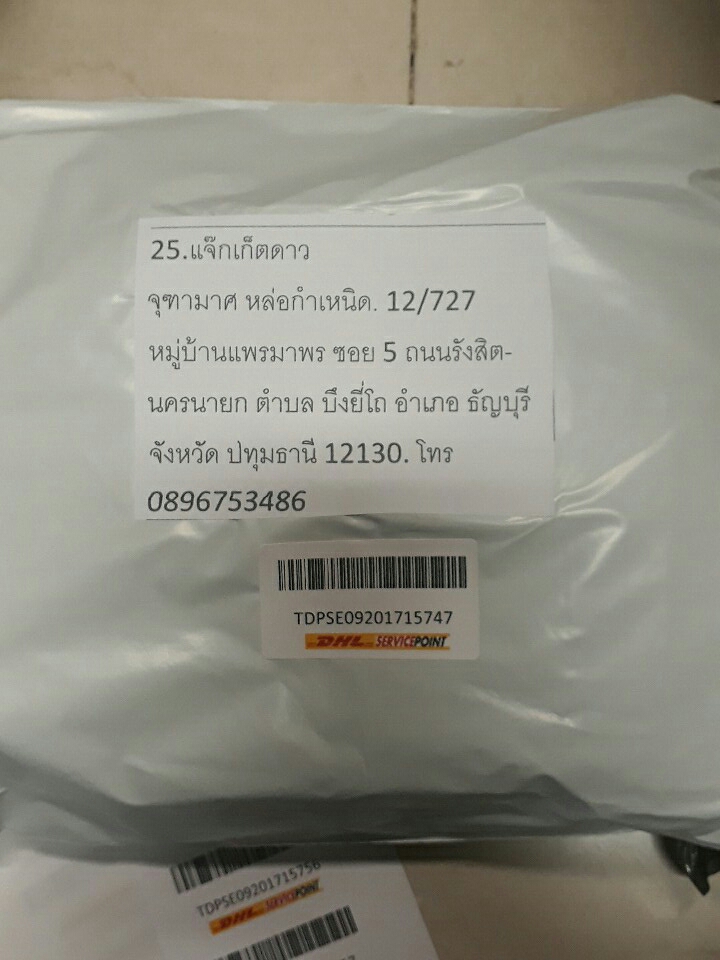 25.แจ๊กเก็ตดาว
จุฑามาศ หล่อกำเหนิด. 12/727
หมู่บ้านแพรมาพร ซอย 5 ถนนรังสิต-
นครนายก ตำบล บึงยี่โถ อำเภอ ธัญบุรี
จังหวัด ปทุมธานี 12130. โทร
0896753486
TDPSE09201715747
DHL SERVICEPOINT
TDPSE09201715756
DHL SERVICEPOINT